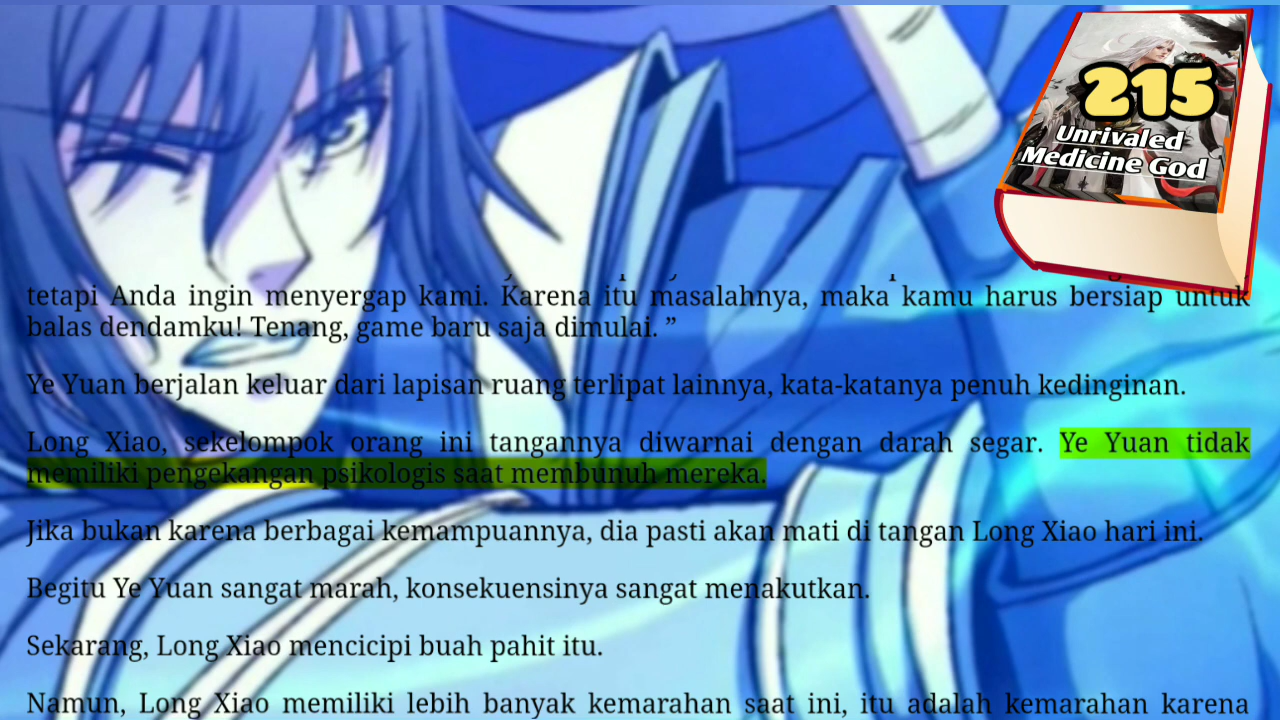 215
Unrivaled
Medicine God
tetapi Anda ingin menyergap kami. Karena itu masalahnya, maka kamu harus bersiap untuk
balas dendamku! Tenang, game baru saja dimulai. ”
Ye Yuan berjalan keluar dari lapisan ruang terlipat lainnya, kata-katanya penuh kedinginan.
Long Xiao, sekelompok orang ini tangannya diwarnai dengan darah segar. Ye Yuan tidak
memiliki pengekangan psikologis saat membunuh mereka.
Jika bukan karena berbagai kemampuannya, dia pasti akan mati di tangan Long Xiao hari ini.
Begitu Ye Yuan sangat marah, konsekuensinya sangat menakutkan.
Sekarang, Long Xiao mencicipi buah pahit itu.
Namun, Long Xiao memiliki lebih banyak kemarahan saat ini, itu adalah kemarahan karena